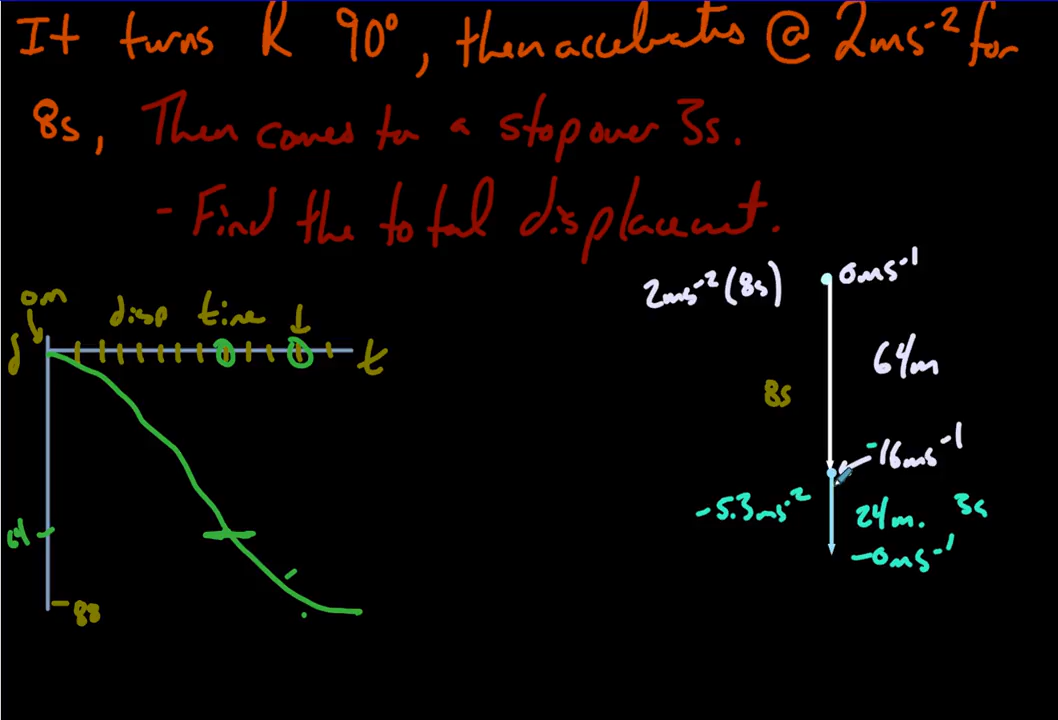 It turns R 90°, then accelerates @ 2ms⁻² for
8s, Then comes to a stop over 3s.
- Find the total displacement.
0m
disp time
d
t
64
-88
2ms⁻²(8s)
0ms⁻¹
64m
8s
-16ms⁻¹
-5.3ms⁻²
24m. 3s
-0ms⁻¹